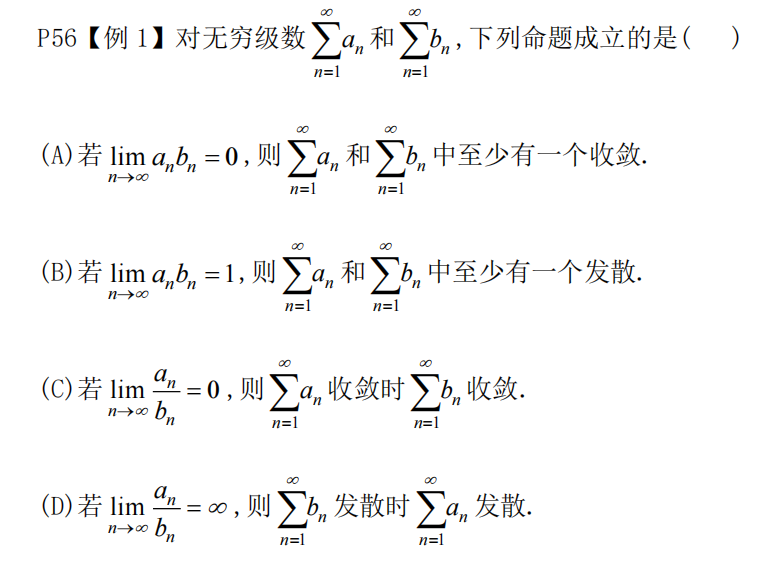 P56【例 1】对无穷级数 $\sum_{n=1}^{\infty} a_n$ 和 $\sum_{n=1}^{\infty} b_n$,下列命题成立的是( )
(A)若 $\lim_{n\to\infty} a_n b_n = 0$,则 $\sum_{n=1}^{\infty} a_n$ 和 $\sum_{n=1}^{\infty} b_n$ 中至少有一个收敛.
(B)若 $\lim_{n\to\infty} a_n b_n = 1$,则 $\sum_{n=1}^{\infty} a_n$ 和 $\sum_{n=1}^{\infty} b_n$ 中至少有一个发散.
(C)若 $\lim_{n\to\infty} \frac{a_n}{b_n} = 0$,则 $\sum_{n=1}^{\infty} a_n$ 收敛时 $\sum_{n=1}^{\infty} b_n$ 收敛.
(D)若 $\lim_{n\to\infty} \frac{a_n}{b_n} = \infty$,则 $\sum_{n=1}^{\infty} b_n$ 发散时 $\sum_{n=1}^{\infty} a_n$ 发散.